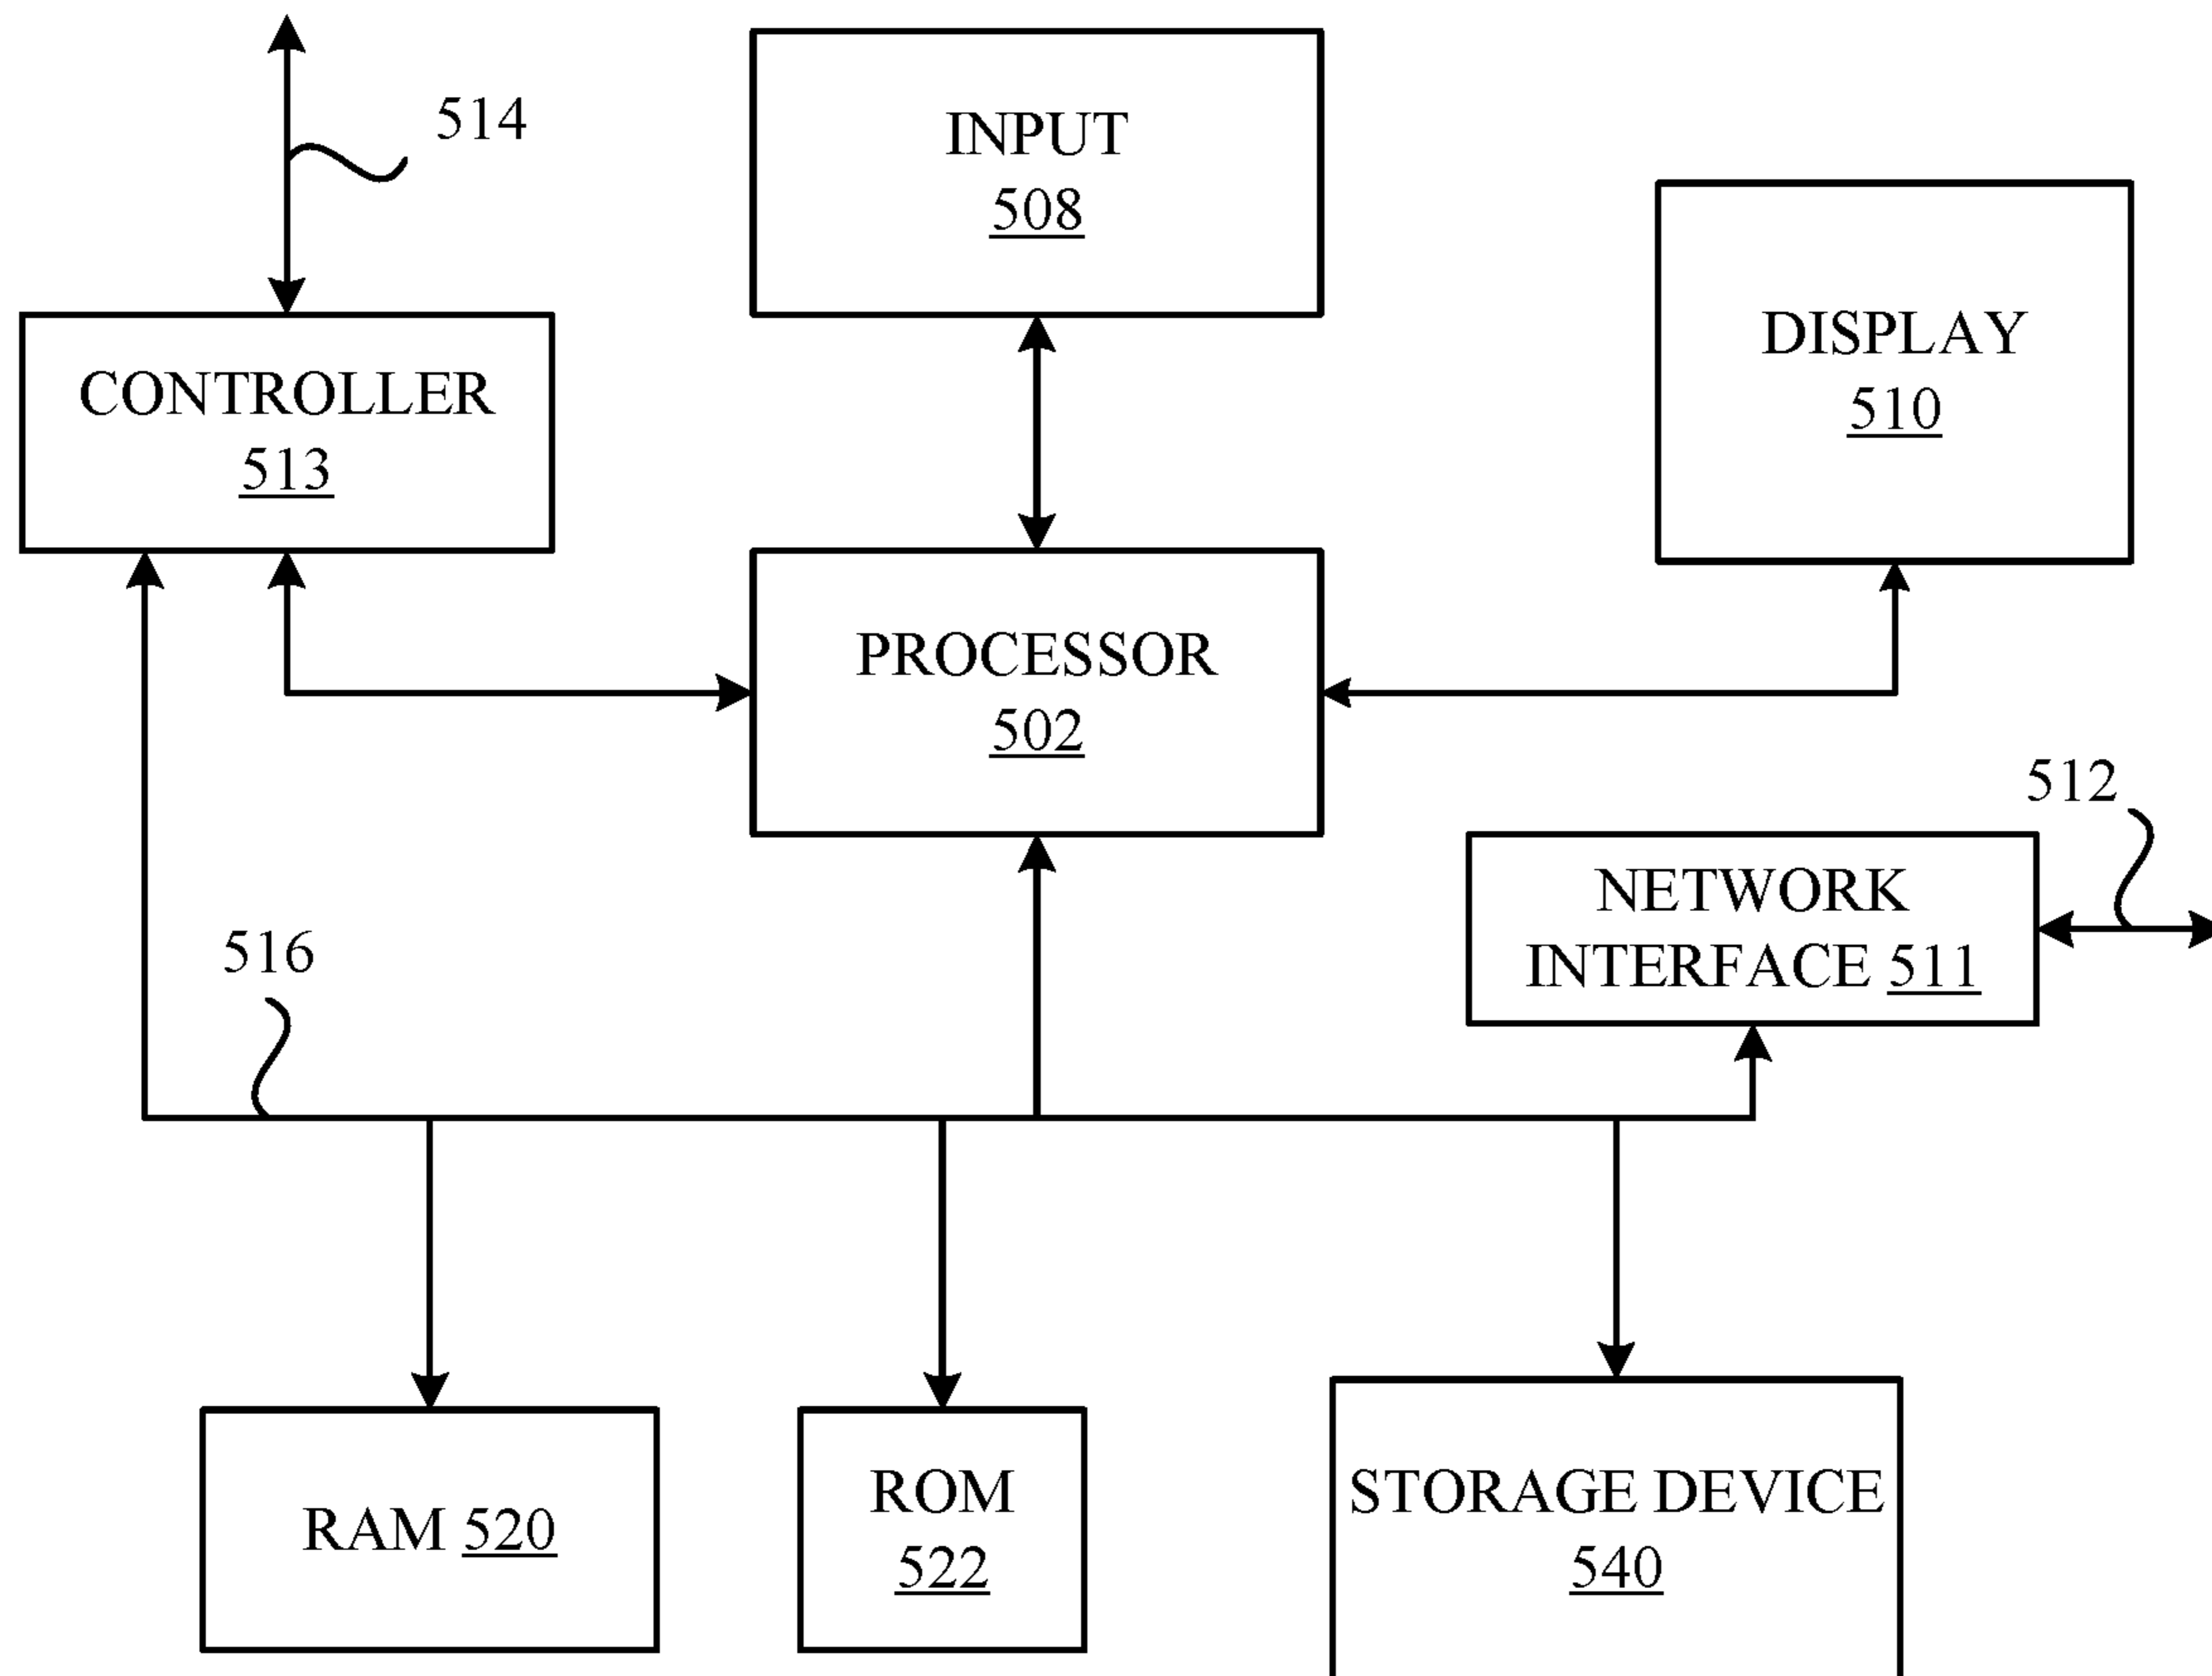 514
INPUT
508
DISPLAY
510
CONTROLLER
513
PROCESSOR
502
512
NETWORK
INTERFACE 511
516
RAM 520
ROM
522
STORAGE DEVICE
540